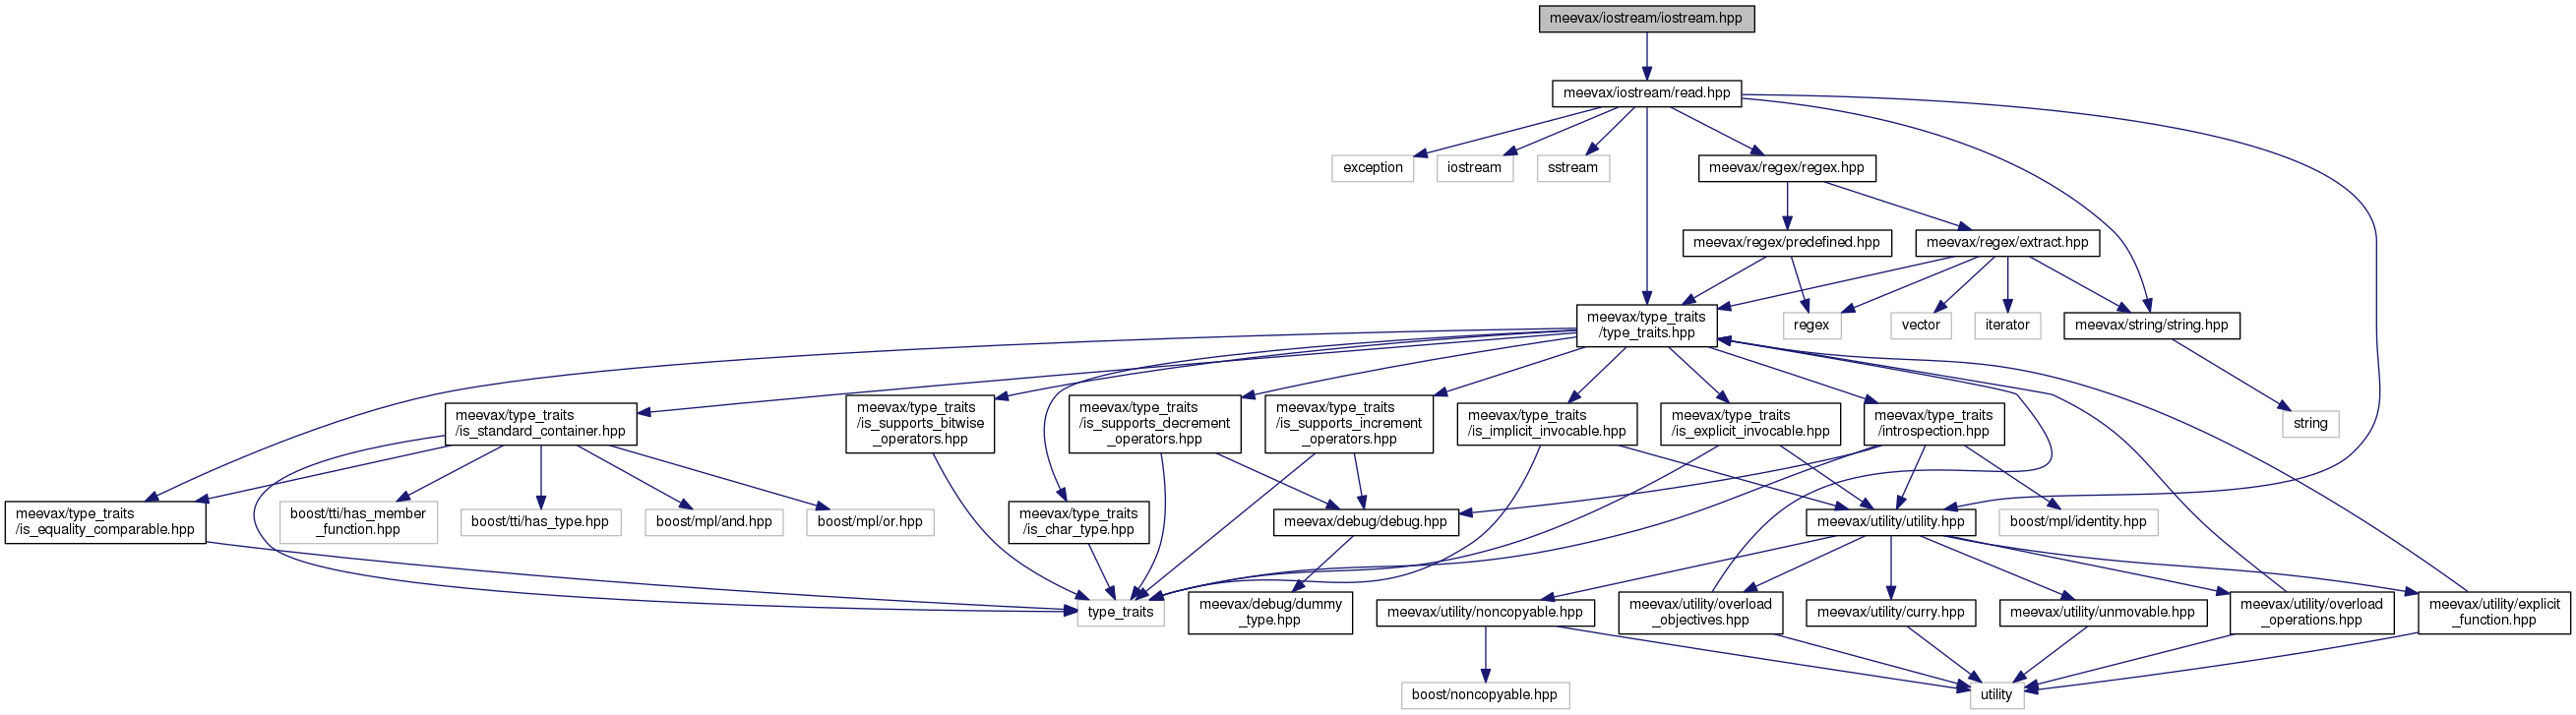 meevax/iostream/iostream.hpp
meevax/iostream/read.hpp
exception
iostream
sstream
meevax/regex/regex.hpp
meevax/regex/predefined.hpp
meevax/regex/extract.hpp
meevax/type_traits
/type_traits.hpp
regex
vector
iterator
meevax/string/string.hpp
meevax/type_traits
/is_standard_container.hpp
meevax/type_traits
/is_supports_bitwise
_operators.hpp
meevax/type_traits
/is_supports_decrement
_operators.hpp
meevax/type_traits
/is_supports_increment
_operators.hpp
meevax/type_traits
/is_implicit_invocable.hpp
meevax/type_traits
/is_explicit_invocable.hpp
meevax/type_traits
/introspection.hpp
string
meevax/type_traits
/is_equality_comparable.hpp
boost/tti/has_member
_function.hpp
boost/tti/has_type.hpp
boost/mpl/and.hpp
boost/mpl/or.hpp
meevax/type_traits
/is_char_type.hpp
meevax/debug/debug.hpp
meevax/utility/utility.hpp
boost/mpl/identity.hpp
type_traits
meevax/debug/dummy
_type.hpp
meevax/utility/noncopyable.hpp
meevax/utility/overload
_objectives.hpp
meevax/utility/curry.hpp
meevax/utility/unmovable.hpp
meevax/utility/overload
_operations.hpp
meevax/utility/explicit
_function.hpp
boost/noncopyable.hpp
utility